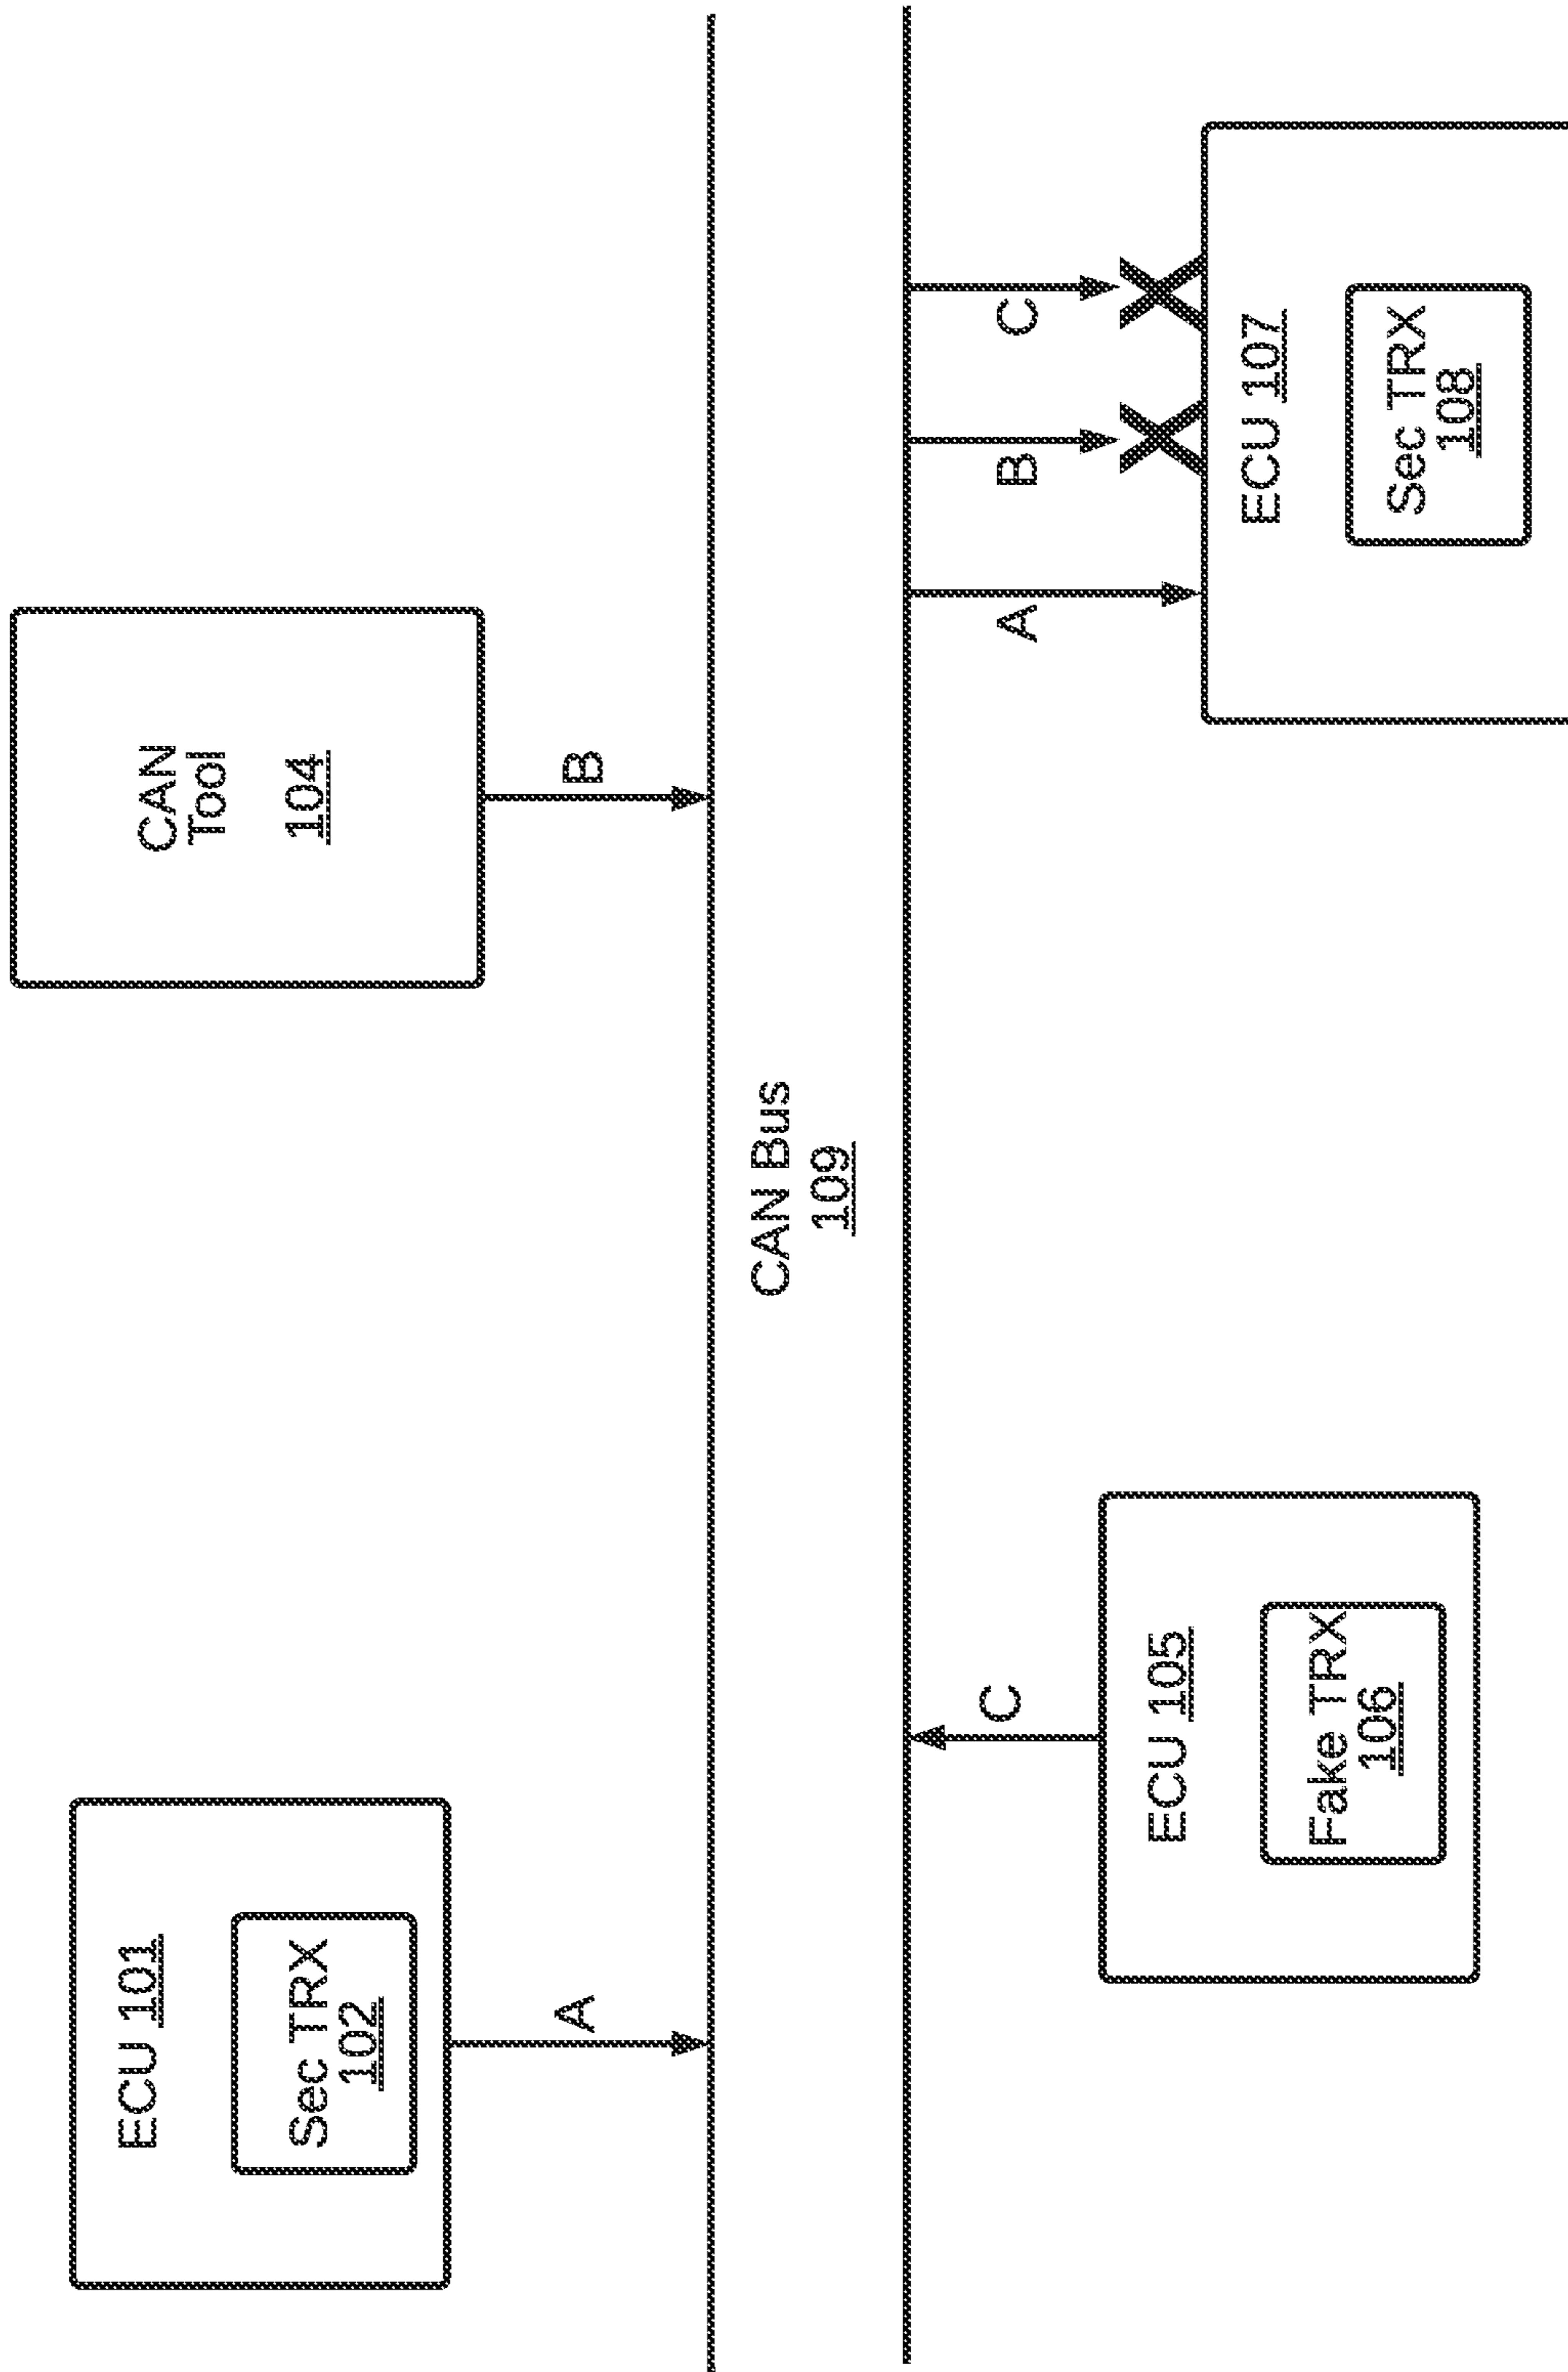 ECU 101
Sec TRX
102
A
CAN
Tool
104
B
CAN Bus
109
ECU 105
Fake TRX
106
C
A
B
C
ECU 107
Sec TRX
108